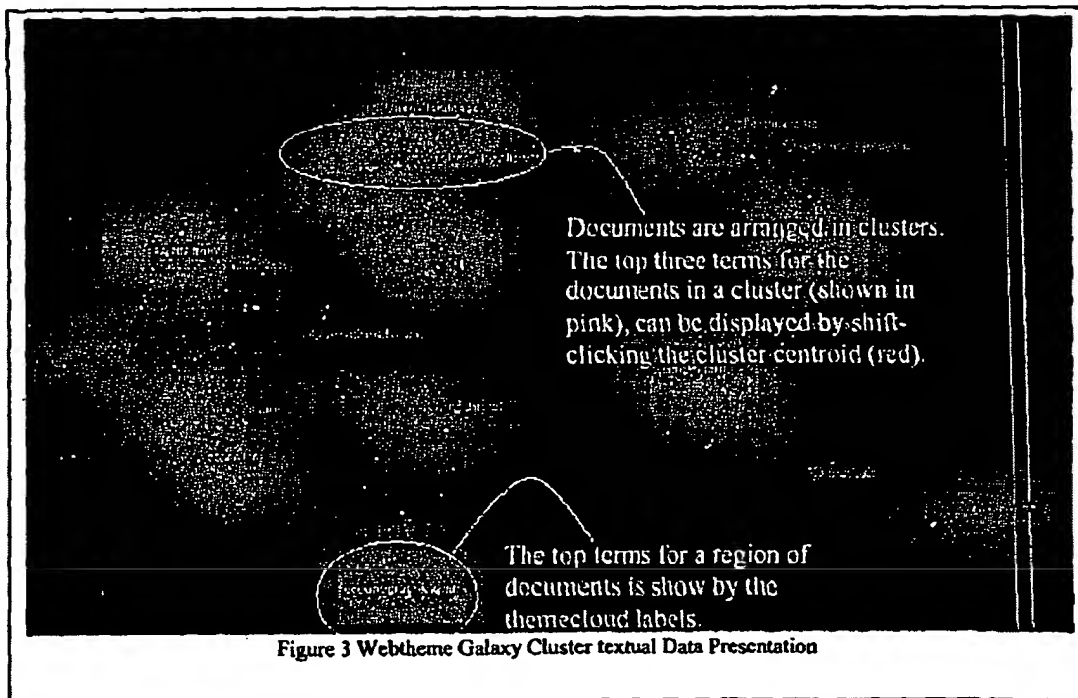 Documents are arranged in clusters.
The top three terms for the
documents in a cluster (shown in
pink), can be displayed by shift-
clicking the cluster centroid (red).
The top terms for a region of
documents is show by the
themecloud labels.
Figure 3 Webtheme Galaxy Cluster textual Data Presentation